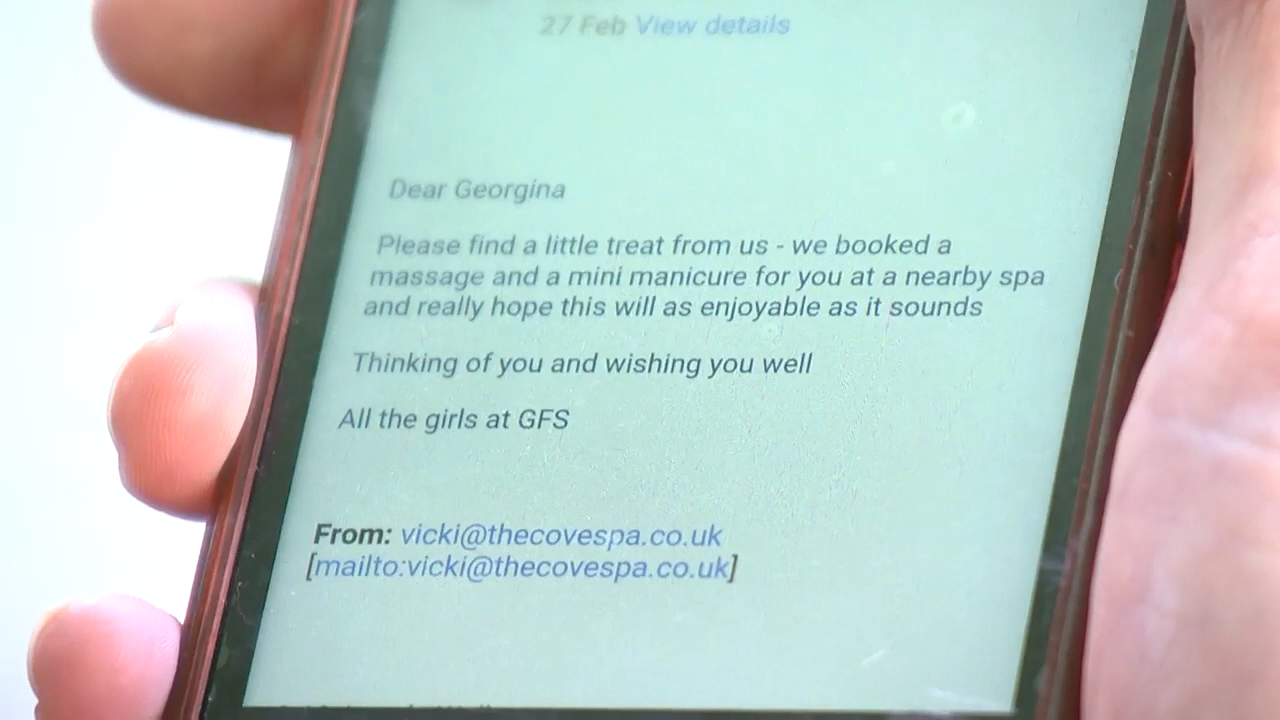 27 Feb View details
Dear Georgina
Please find a little treat from us - we booked a
massage and a mini manicure for you at a nearby spa
and really hope this will as enjoyable as it sounds
Thinking of you and wishing you well
All the girls at GFS
From: vicki@thecovespa.co.uk
[mailto:vicki@thecovespa.co.uk]